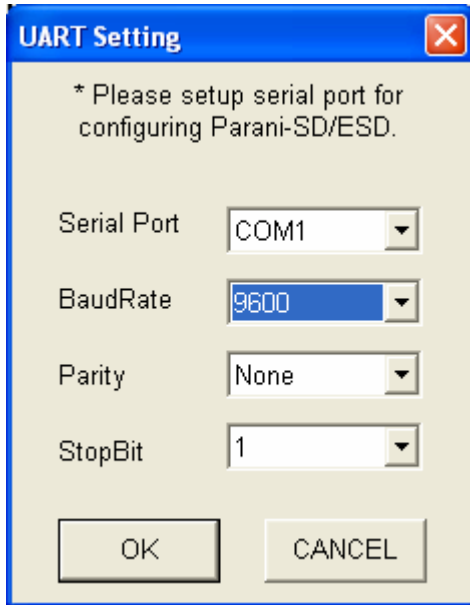 UART Setting
* Please setup serial port for
configuring Parani-SD/ESD.
Serial Port COM1
BaudRate 9600
Parity None
StopBit 1
OK CANCEL